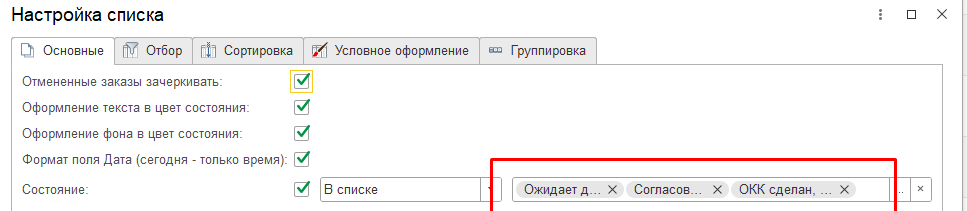 Настройка списка
Основные Отбор Сортировка Условное оформление Группировка
Отмененные заказы зачеркивать:
Оформление текста в цвет состояния:
Оформление фона в цвет состояния:
Формат поля Дата (сегодня - только время):
Состояние: В списке Ожидает д... × Согласов... × ОКК сделан, ... × ... ×